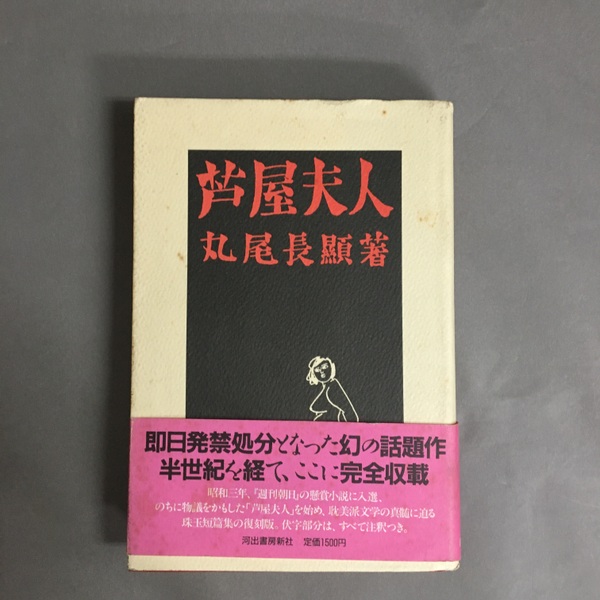 芦屋夫人
丸尾長顯著
即日発禁処分となった幻の話題作
半世紀を経て、ここに完全収載
昭和三年、『週刊朝日』の懸賞小説に入選、
のちに物議をかもした「芦屋夫人」を始め、耽美派文学の真髄に迫る
珠玉短篇集の復刻版。伏字部分は、すべて注釈つき。
河出書房新社 定価1500円